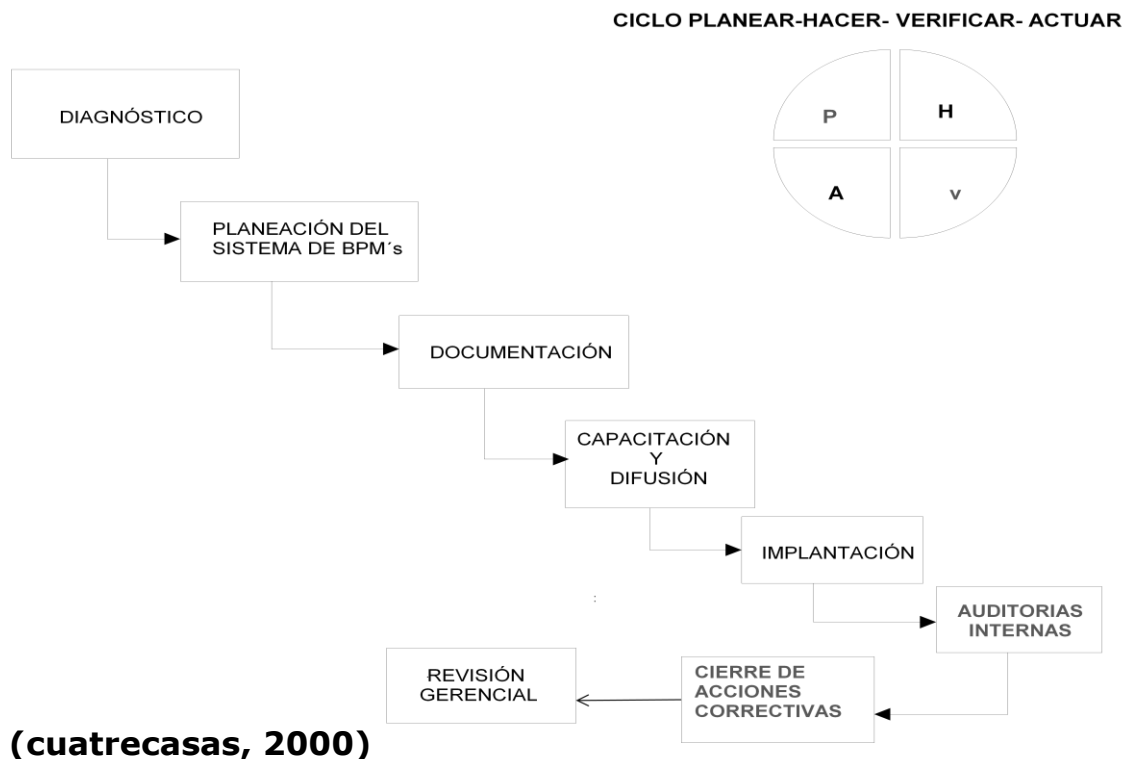 CICLO PLANEAR-HACER- VERIFICAR- ACTUAR
P
H
A
v
DIAGNÓSTICO
PLANEACIÓN DEL
SISTEMA DE BPM´s
DOCUMENTACIÓN
CAPACITACIÓN
Y
DIFUSIÓN
IMPLANTACIÓN
:
AUDITORIAS
INTERNAS
CIERRE DE
ACCIONES
CORRECTIVAS
REVISIÓN
GERENCIAL
(cuatrecasas, 2000)